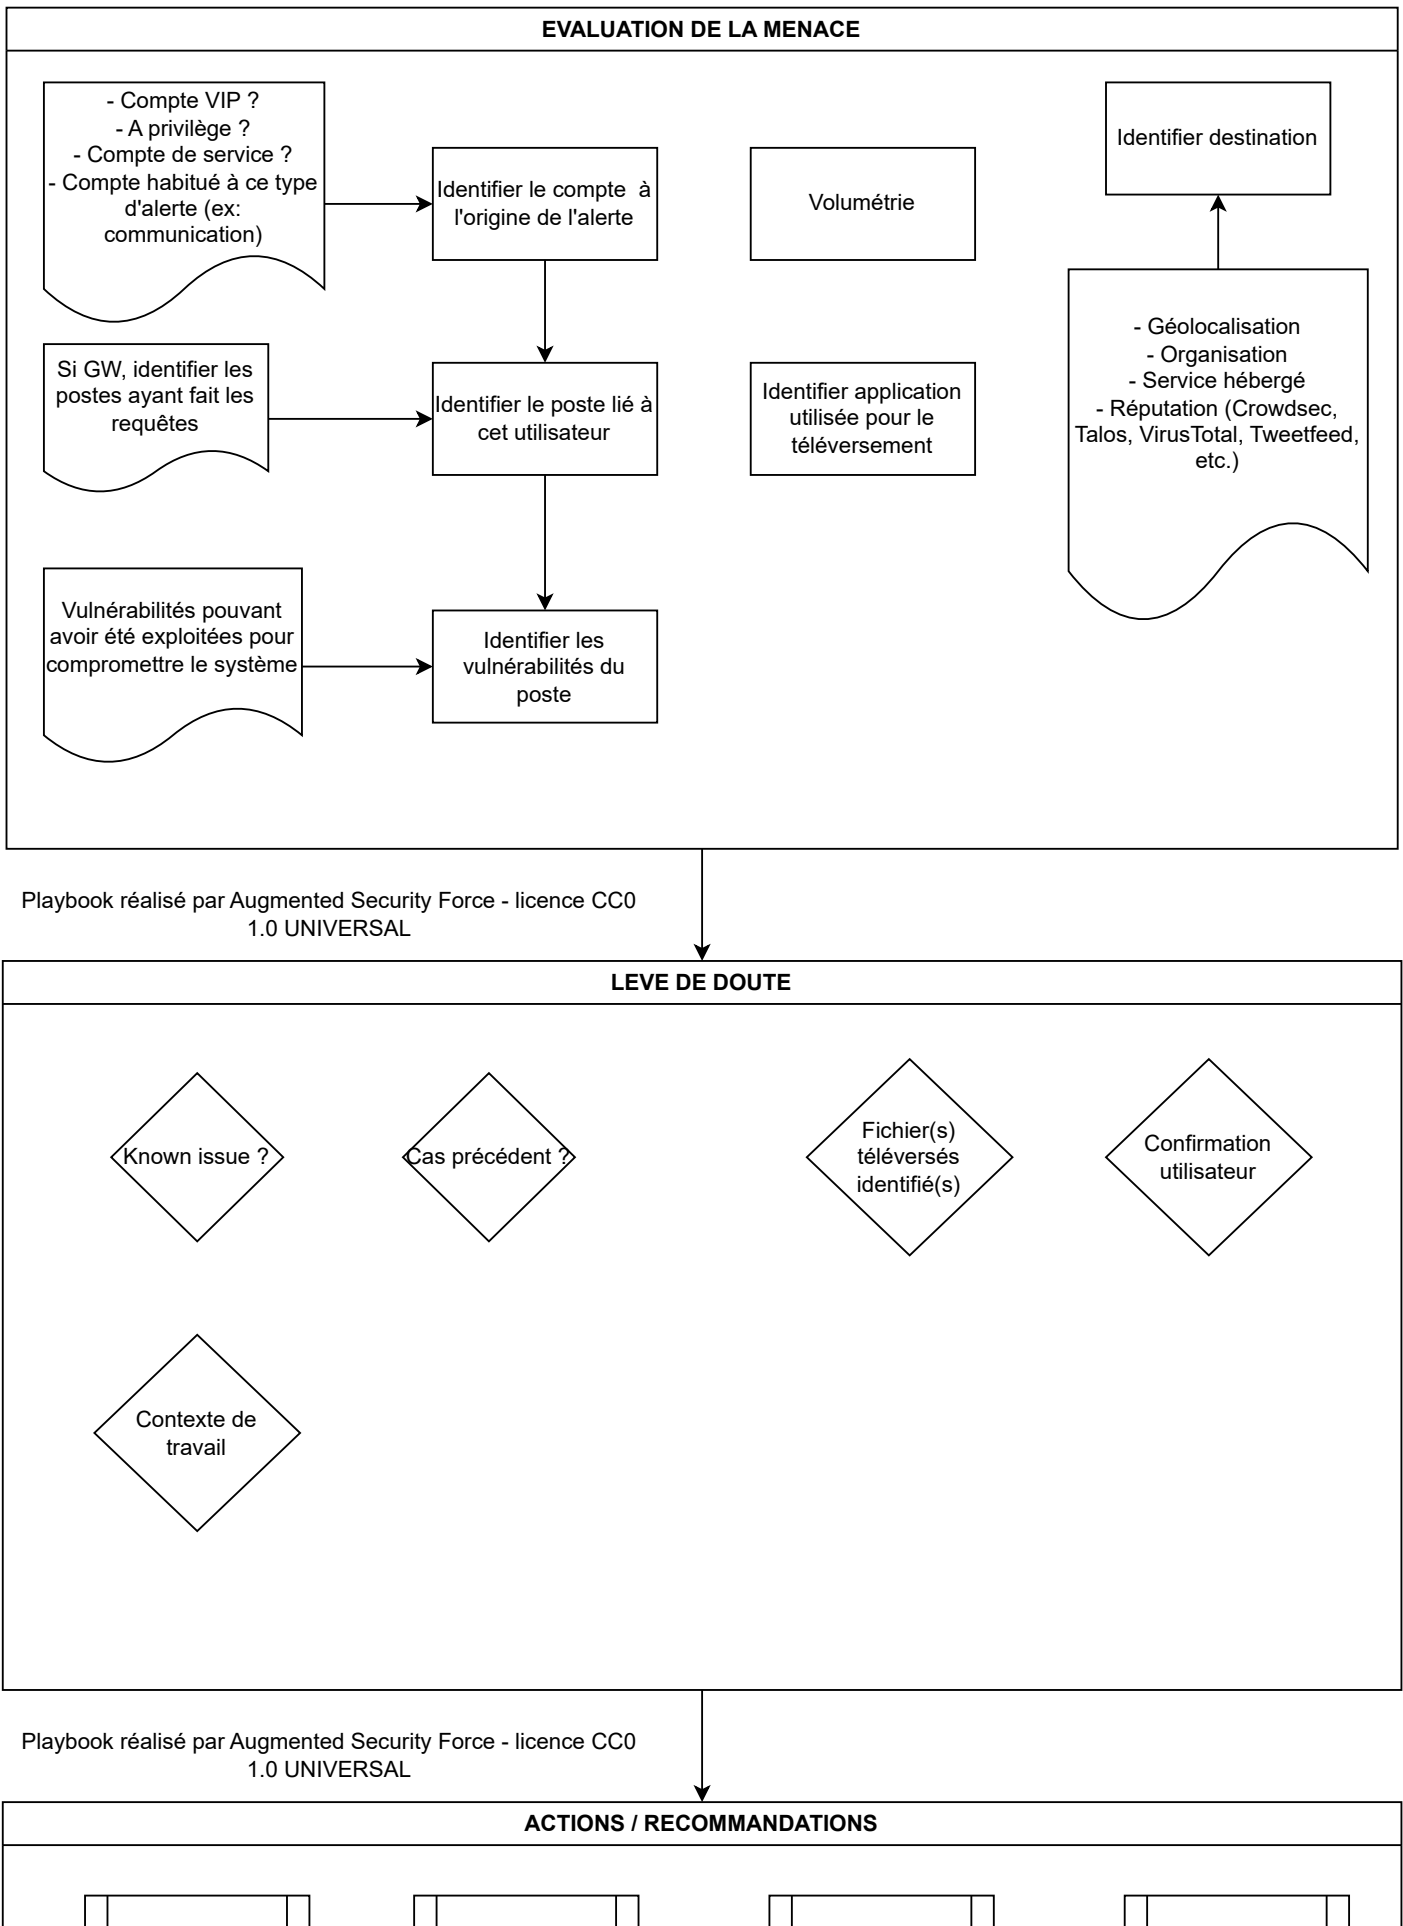 EVALUATION DE LA MENACE
- Compte VIP ?
- A privilège ?
- Compte de service ?
- Compte habitué à ce type
d'alerte (ex:
communication)
Identifier le compte à
l'origine de l'alerte
Volumétrie
Identifier destination
Si GW, identifier les
postes ayant fait les
requêtes
Identifier le poste lié à
cet utilisateur
Identifier application
utilisée pour le
téléversement
- Géolocalisation
- Organisation
- Service hébergé
- Réputation (Crowdsec,
Talos, VirusTotal, Tweetfeed,
etc.)
Vulnérabilités pouvant
avoir été exploitées pour
compromettre le système
Identifier les
vulnérabilités du
poste
Playbook réalisé par Augmented Security Force - licence CC0
1.0 UNIVERSAL
LEVE DE DOUTE
Known issue ?
Cas précédent ?
Fichier(s)
téléversés
identifié(s)
Confirmation
utilisateur
Contexte de
travail
Playbook réalisé par Augmented Security Force - licence CC0
1.0 UNIVERSAL
ACTIONS / RECOMMANDATIONS